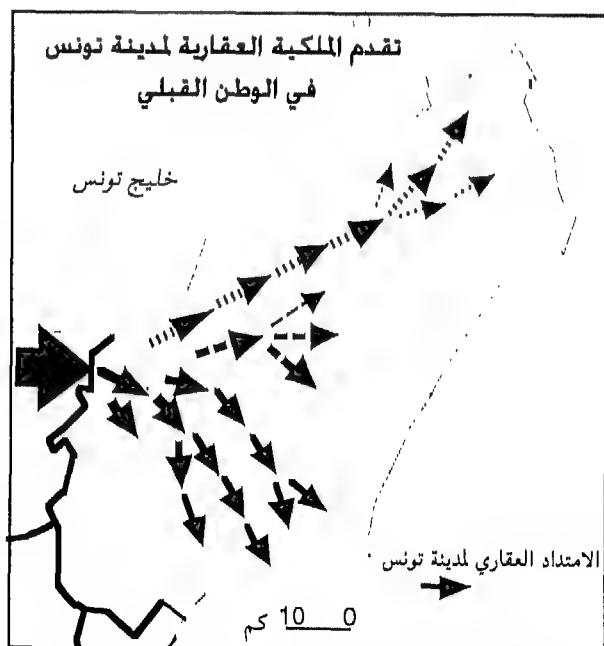 تقدم الملكية العقارية لمدينة تونس
في الوطن القبلي
خليج تونس
الامتداد العقاري لمدينة تونس
0 10 كم